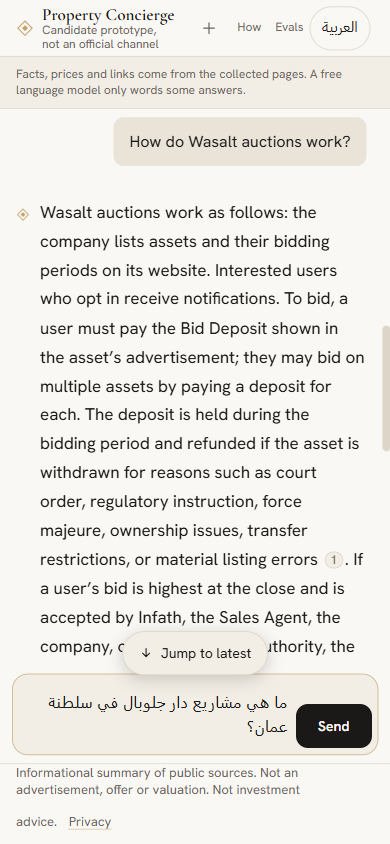 Property Concierge
Candidate prototype,
not an official channel
How
Evals
العربية
Facts, prices and links come from the collected pages. A free
language model only words some answers.
How do Wasalt auctions work?
Wasalt auctions work as follows: the
company lists assets and their bidding
periods on its website. Interested users
who opt in receive notifications. To bid, a
user must pay the Bid Deposit shown in
the asset’s advertisement; they may bid on
multiple assets by paying a deposit for
each. The deposit is held during the
bidding period and refunded if the asset is
withdrawn for reasons such as court
order, regulatory instruction, force
majeure, ownership issues, transfer
restrictions, or material listing errors 1. If
a user’s bid is highest at the close and is
accepted by Infath, the Sales Agent, the
company, the
Jump to latest
ما هي مشاريع دار جلوبال في سلطنة
عمان؟
Send
Informational summary of public sources. Not an
advertisement, offer or valuation. Not investment
advice. Privacy